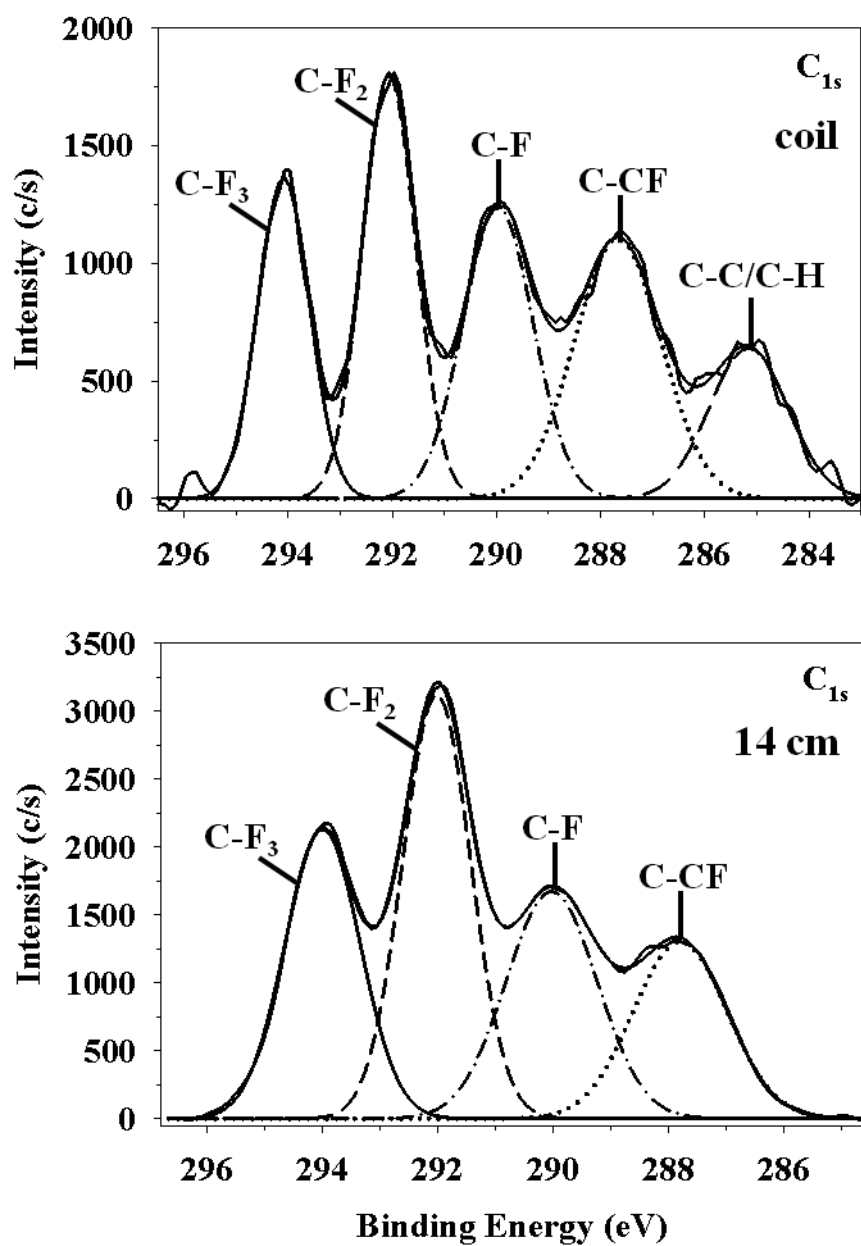 2000
1500
1000
500
0
Intensity (c/s)
C-F₃
C-F₂
C-F
C-CF
C-C/C-H
C₁ₛ
coil
296 294 292 290 288 286 284
3500
3000
2500
2000
1500
1000
500
0
Intensity (c/s)
C-F₃
C-F₂
C-F
C-CF
C₁ₛ
14 cm
296 294 292 290 288 286
Binding Energy (eV)